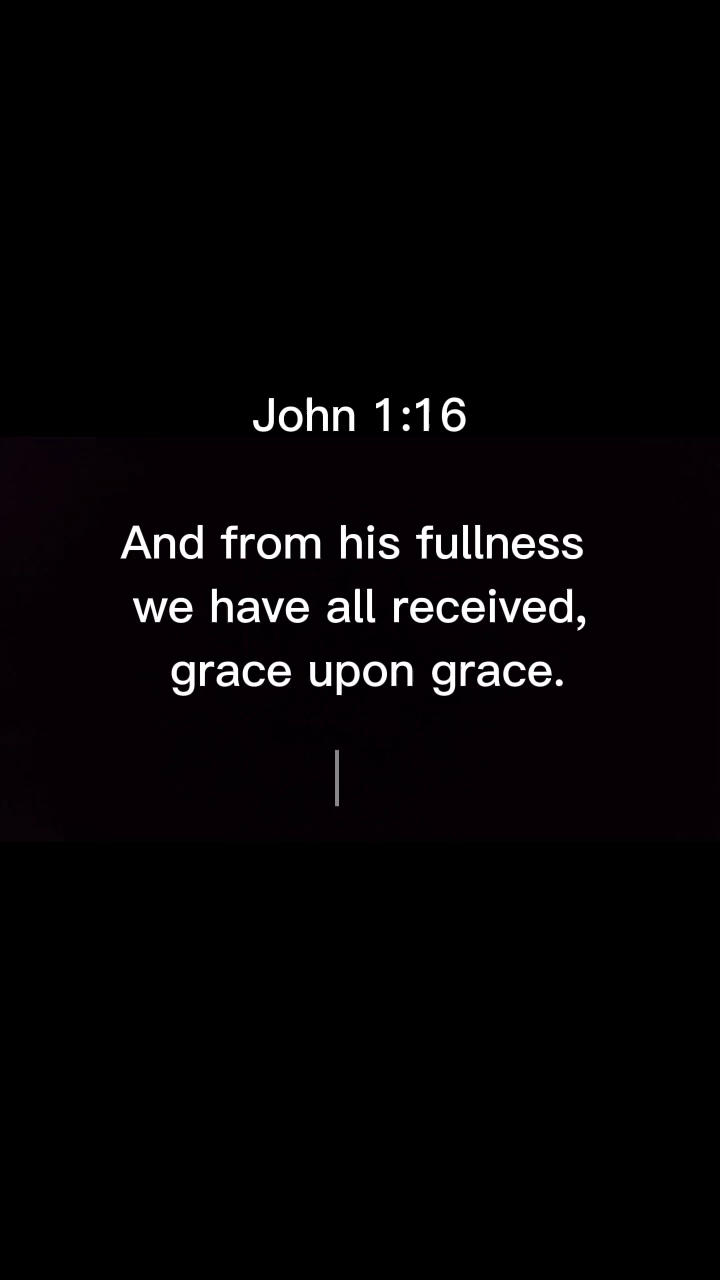 John 1:16
And from his fullness
we have all received,
grace upon grace.